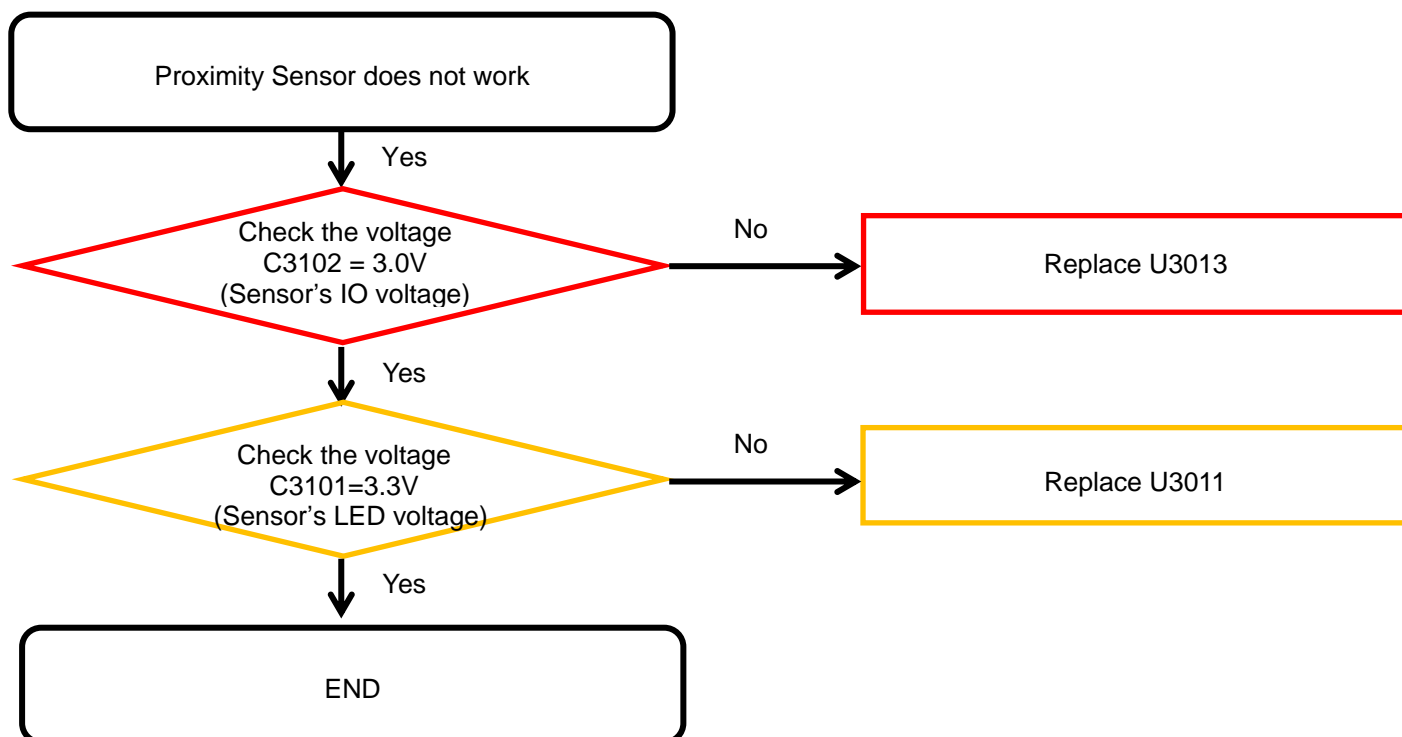 Proximity Sensor does not work
Yes
Check the voltage
C3102 = 3.0V
(Sensor’s IO voltage)
No
Replace U3013
Yes
Check the voltage
C3101=3.3V
(Sensor’s LED voltage)
No
Replace U3011
Yes
END